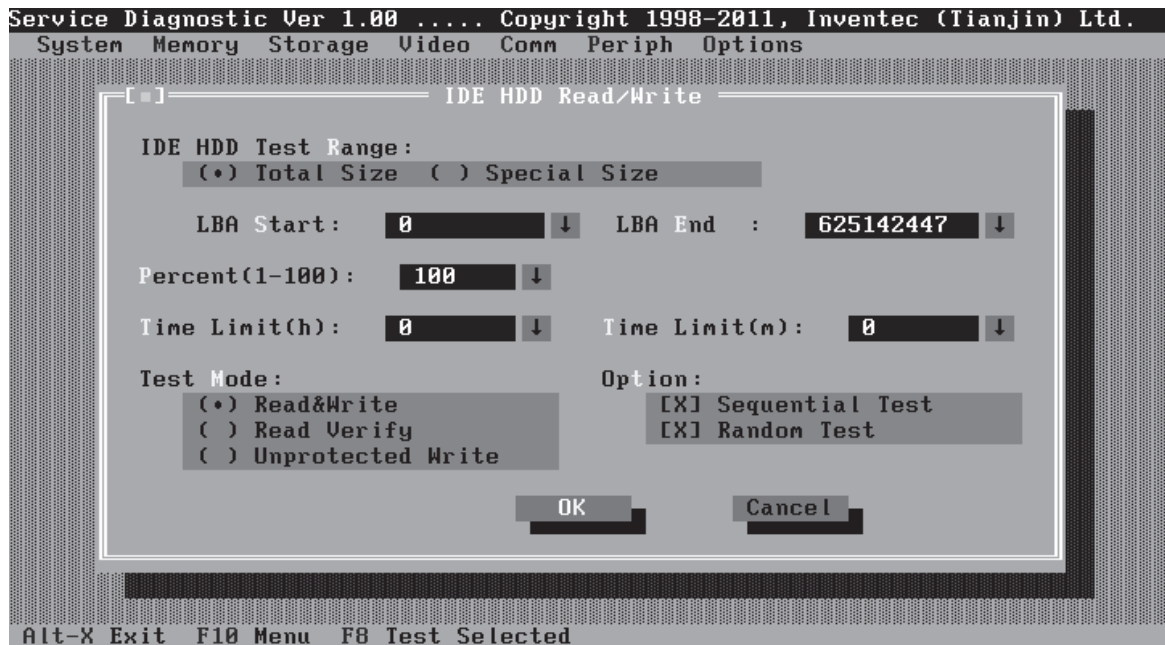 Service Diagnostic Ver 1.00 ..... Copyright 1998-2011, Inventec (Tianjin) Ltd.
System Memory Storage Video Comm Periph Options
[■] IDE HDD Read/Write
IDE HDD Test Range:
(•) Total Size ( ) Special Size
LBA Start: 0 ↓ LBA End : 625142447 ↓
Percent(1-100): 100 ↓
Time Limit(h): 0 ↓ Time Limit(m): 0 ↓
Test Mode: Option:
(•) Read&Write [X] Sequential Test
( ) Read Verify [X] Random Test
( ) Unprotected Write
OK Cancel
Alt-X Exit F10 Menu F8 Test Selected